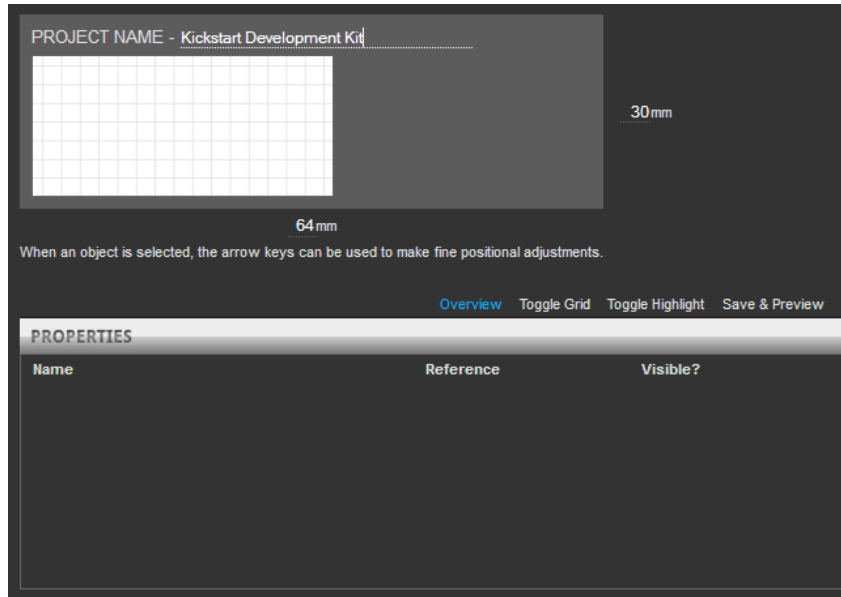 PROJECT NAME - Kickstart Development Kit
30mm
64mm
When an object is selected, the arrow keys can be used to make fine positional adjustments.
Overview Toggle Grid Toggle Highlight Save & Preview
PROPERTIES
Name Reference Visible?